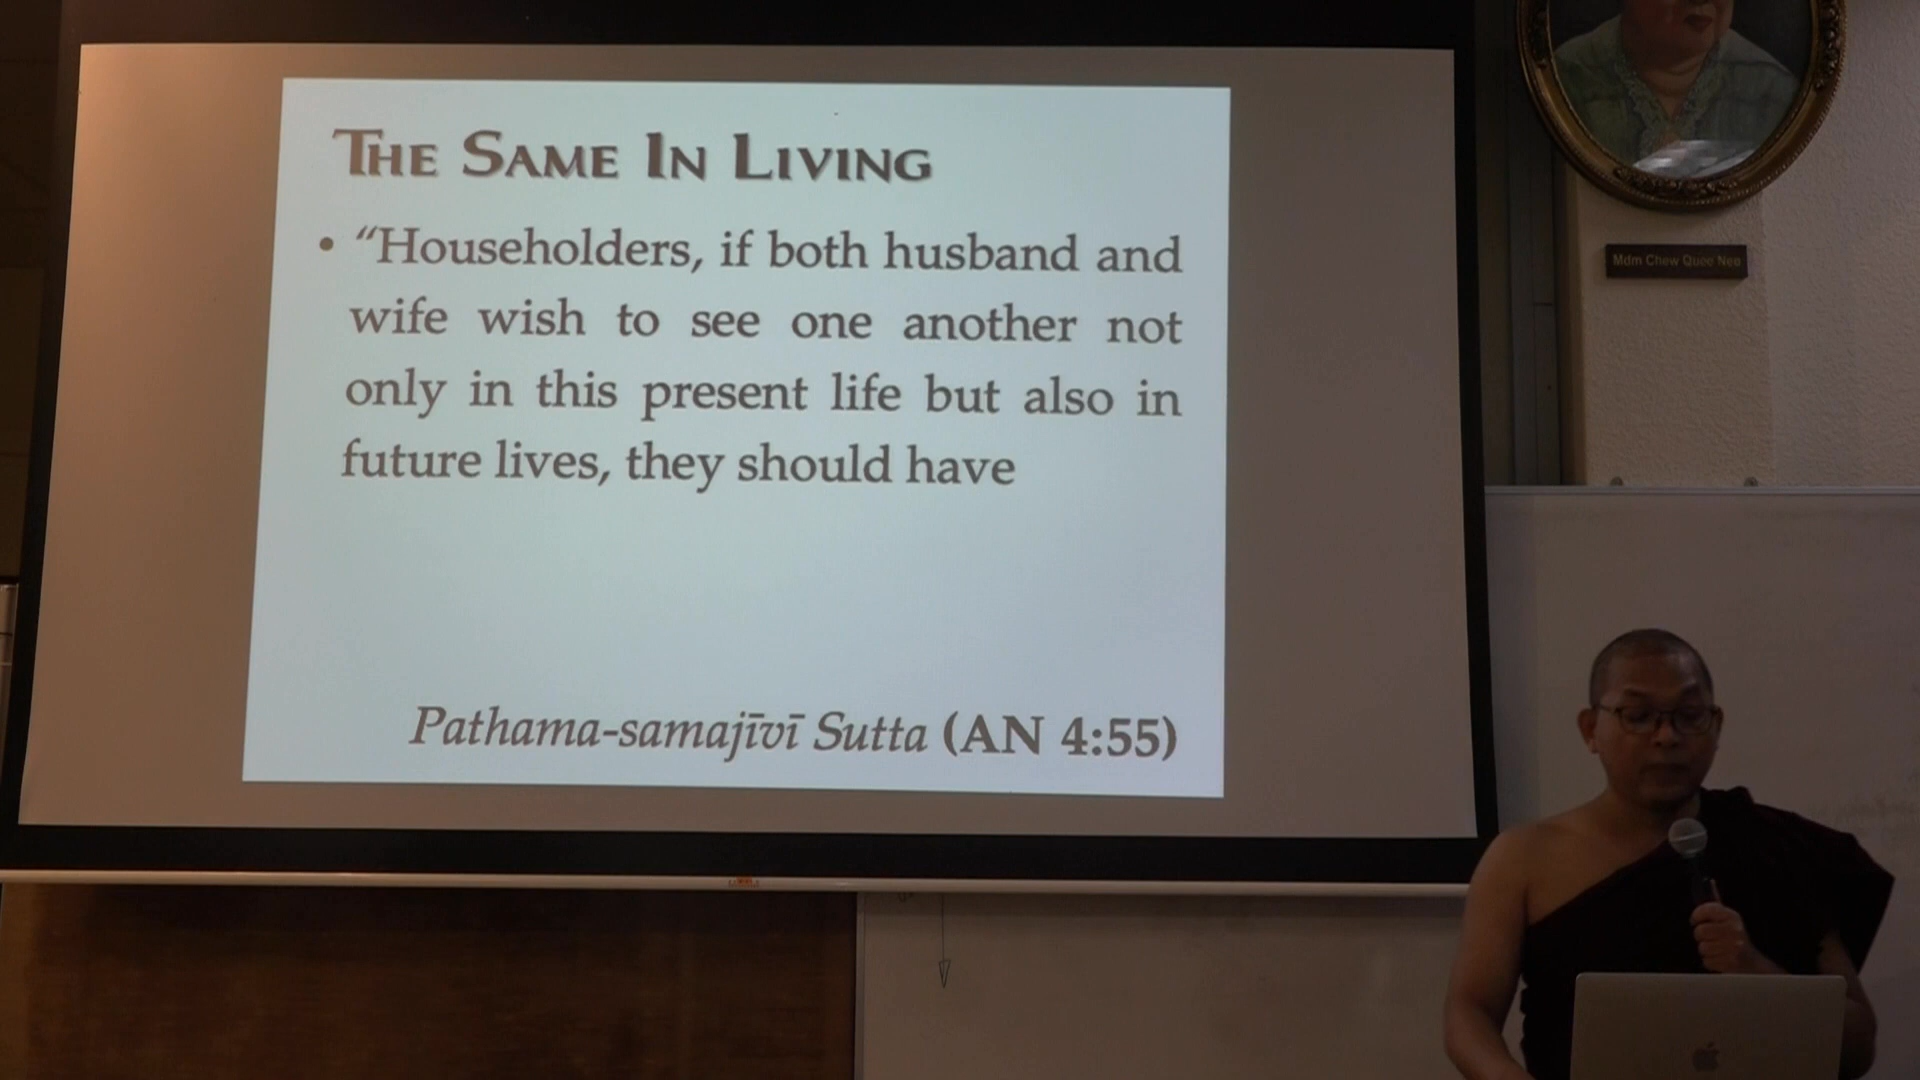 THE SAME IN LIVING
• “Householders, if both husband and
wife wish to see one another not
only in this present life but also in
future lives, they should have
Pathama-samajīvī Sutta (AN 4:55)
Mdm Chew Quee Neo